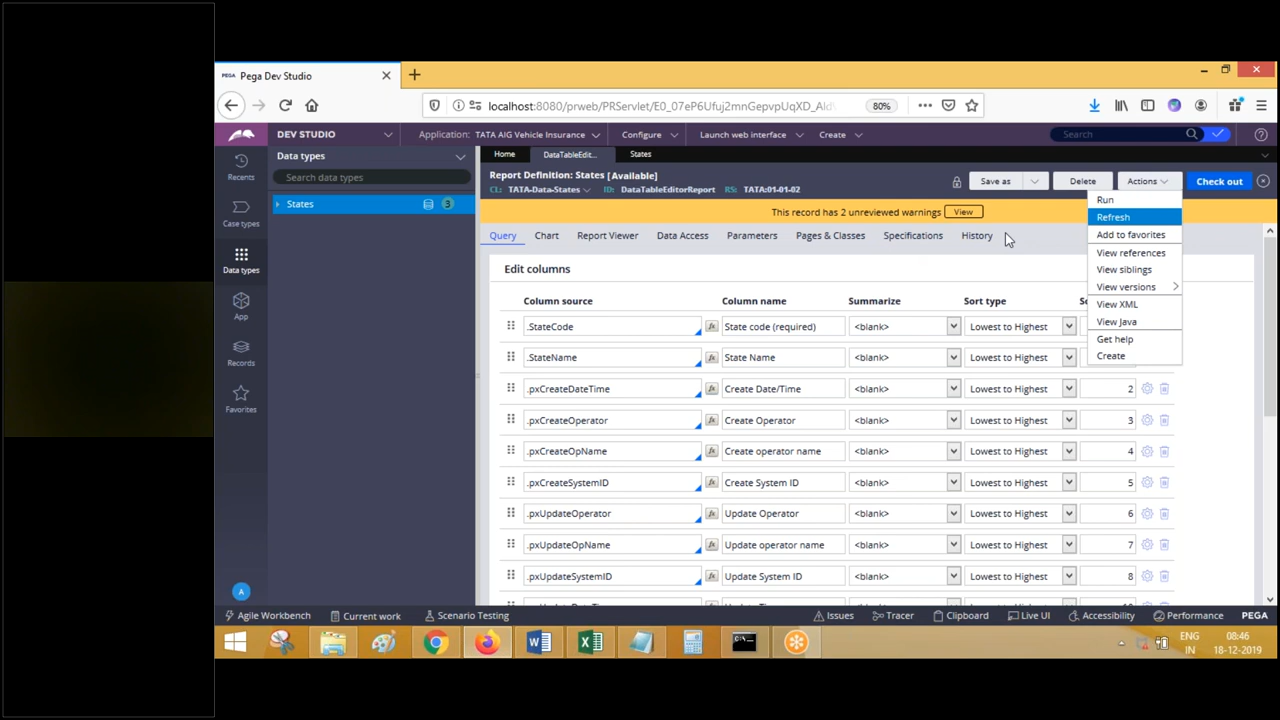 PEGA Pega Dev Studio
localhost:8080/prweb/PRServlet/E0_07eP6Ufuj2mnGepvpUqXD_Ald 80%
DEV STUDIO Application: TATA AIG Vehicle Insurance Configure Launch web interface Create Search
Data types Home DataTableEdit... States
Recents
Search data types
States 3
Case types
Data types
App
Records
Favorites
A
Report Definition: States [Available]
CL: TATA-Data-States ID: DataTableEditorReport RS: TATA:01-01-02
Save as Delete Actions Check out
This record has 2 unreviewed warnings View
Run
Refresh
Add to favorites
View references
View siblings
View versions
View XML
View Java
Get help
Create
Query Chart Report Viewer Data Access Parameters Pages & Classes Specifications History
Edit columns
Column source Column name Summarize Sort type
.StateCode State code (required) <blank> Lowest to Highest
.StateName State Name <blank> Lowest to Highest
.pxCreateDateTime Create Date/Time <blank> Lowest to Highest 2
.pxCreateOperator Create Operator <blank> Lowest to Highest 3
.pxCreateOpName Create operator name <blank> Lowest to Highest 4
.pxCreateSystemID Create System ID <blank> Lowest to Highest 5
.pxUpdateOperator Update Operator <blank> Lowest to Highest 6
.pxUpdateOpName Update operator name <blank> Lowest to Highest 7
.pxUpdateSystemID Update System ID <blank> Lowest to Highest 8
Agile Workbench Current work Scenario Testing Issues Tracer Clipboard Live UI Accessibility Performance PEGA
ENG 08:46
IN 18-12-2019